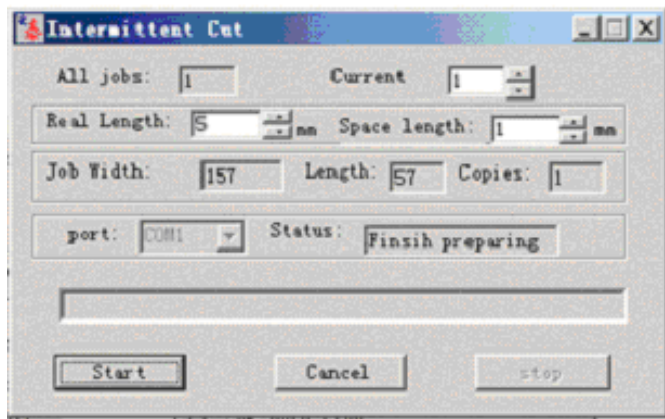 Intermittent Cut
All jobs: 1 Current 1
Real Length: 5 mm Space length: 1 mm
Job Width: 157 Length: 57 Copies: 1
port: COM1 Status: Finsih preparing
Start Cancel stop